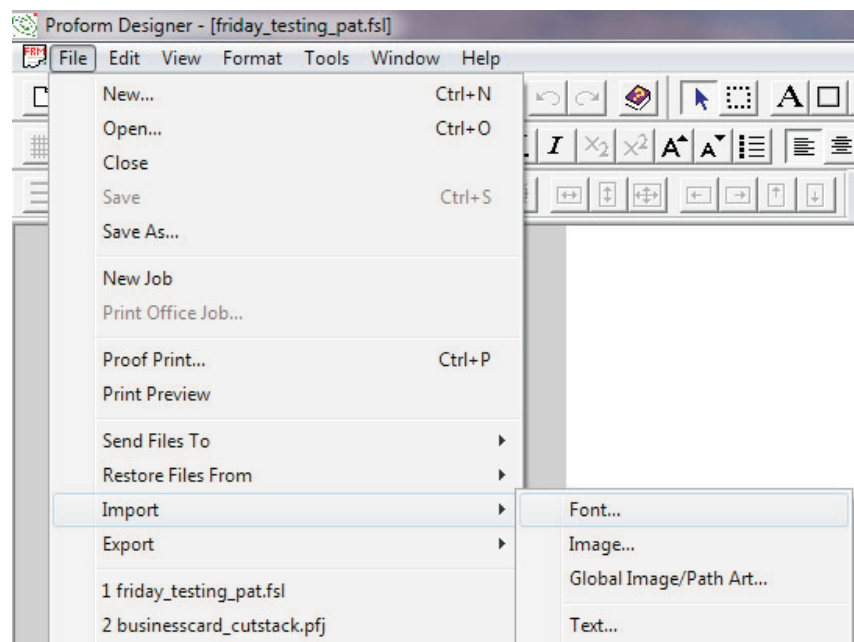 Proform Designer - [friday_testing_pat.fsl]
FRM File Edit View Format Tools Window Help
New... Ctrl+N
Open... Ctrl+O
Close
Save Ctrl+S
Save As...
New Job
Print Office Job...
Proof Print... Ctrl+P
Print Preview
Send Files To
Restore Files From
Import
Export
1 friday_testing_pat.fsl
2 businesscard_cutstack.pfj
A
I X2 X² A A
Font...
Image...
Global Image/Path Art...
Text...